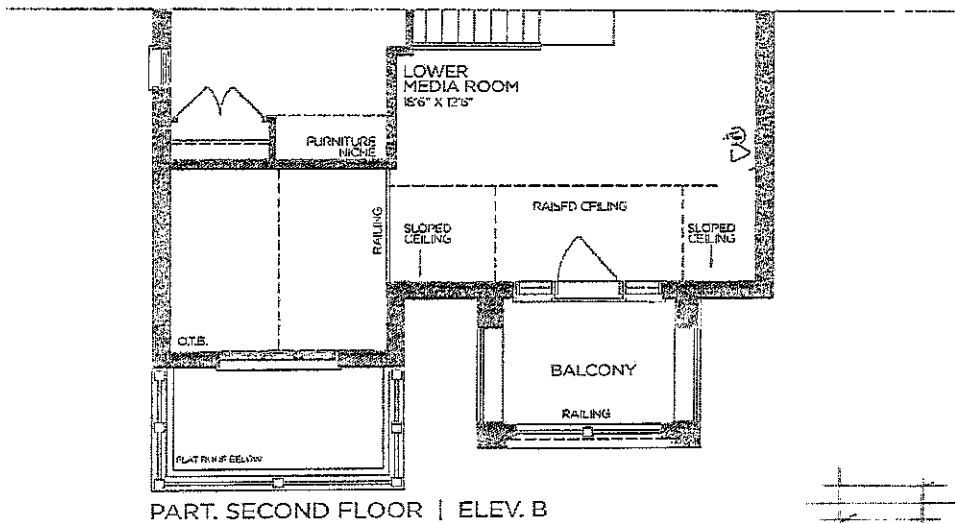 LOWER
MEDIA ROOM
18'6" X 12'6"
FURNITURE
NICHE
RAILING
SLOPED
CEILING
RAISED CEILING
SLOPED
CEILING
O.T.B.
BALCONY
RAILING
FLAT ROOF BELOW
PART. SECOND FLOOR | ELEV. B